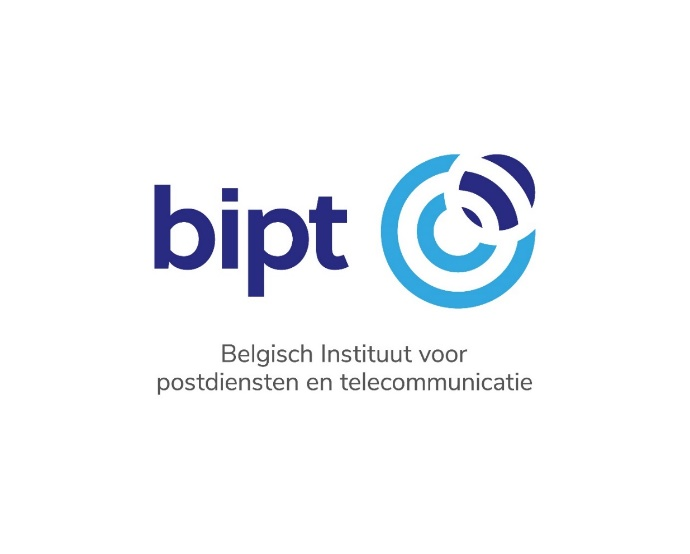 bipt
Belgisch Instituut voor
postdiensten en telecommunicatie